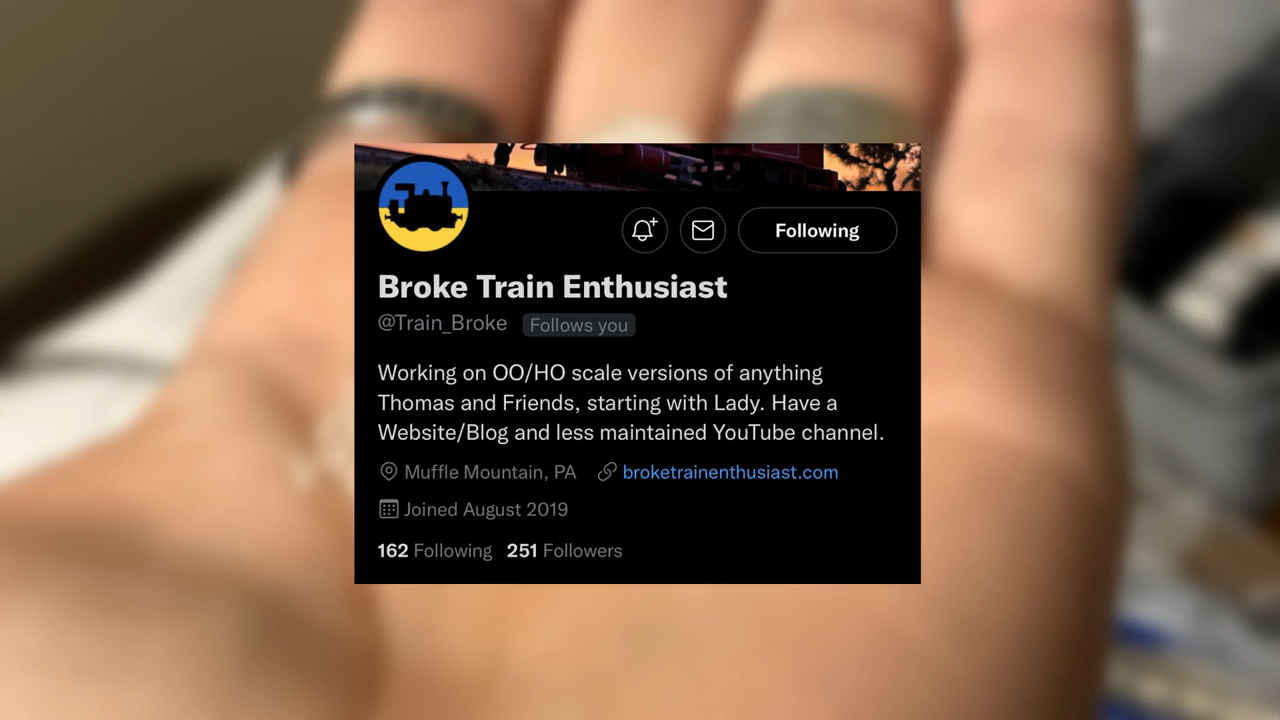 Following
Broke Train Enthusiast
@Train_Broke Follows you
Working on OO/HO scale versions of anything
Thomas and Friends, starting with Lady. Have a
Website/Blog and less maintained YouTube channel.
Muffle Mountain, PA broketrainenthusiast.com
Joined August 2019
162 Following 251 Followers